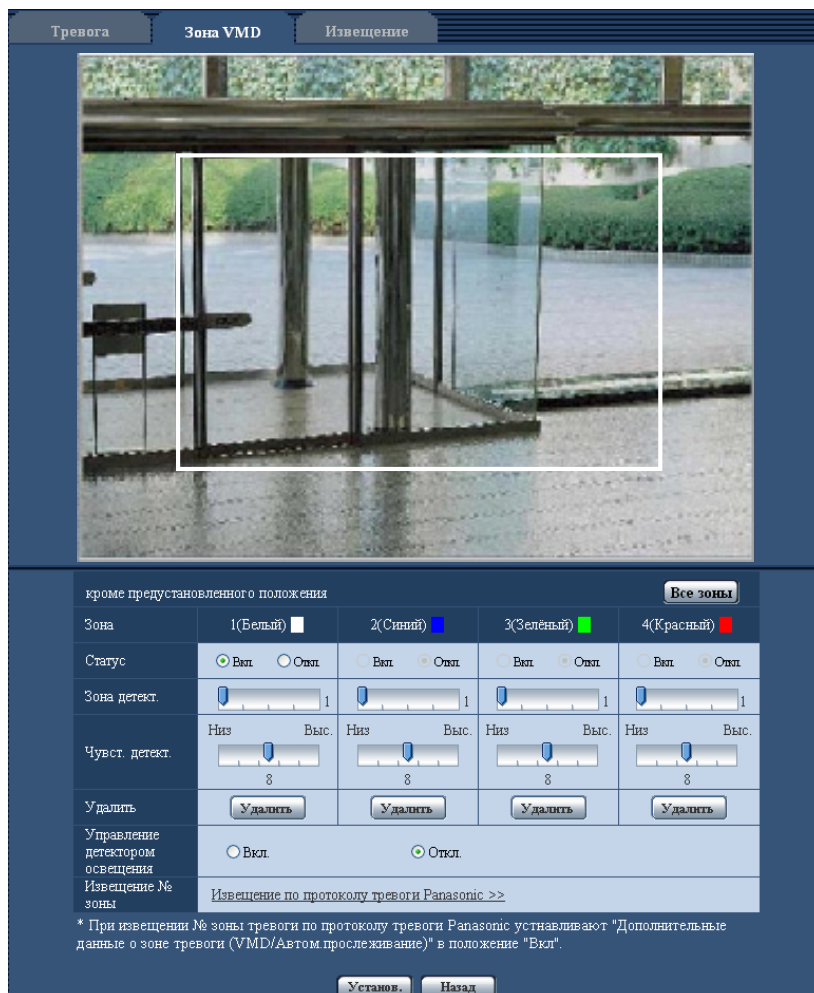 Тревога Зона VMD Извещение
кроме предустановленного положения Все зоны
Зона 1(Белый) 2(Синий) 3(Зелёный) 4(Красный)
Статус Вкл Откл. Вкл Откл. Вкл Откл. Вкл Откл.
Зона детект. 1 1 1 1
Низ Выс. Низ Выс. Низ Выс. Низ Выс.
Чувст. детект.
8 8 8 8
Удалить Удалить Удалить Удалить Удалить
Управление
детектором
освещения
Вкл. Откл.
Извещение №
зоны
Извещение по протоколу тревоги Panasonic >>
* При извещении № зоны тревоги по протоколу тревоги Panasonic устнавливают "Дополнительные
данные о зоне тревоги (VMD/Автом.прослеживание)" в положение "Вкл".
Установ. Назад